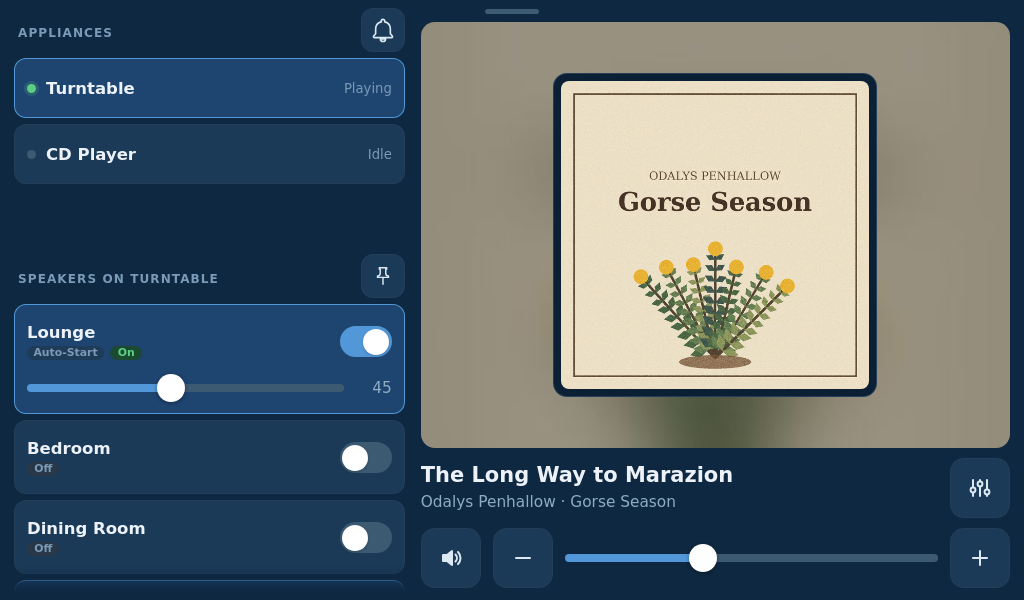 APPLIANCES
Turntable
Playing
CD Player
Idle
SPEAKERS ON TURNTABLE
Lounge
Auto-Start On
45
Bedroom
Off
Dining Room
Off
ODALYS PENHALLOW
Gorse Season
The Long Way to Marazion
Odalys Penhallow · Gorse Season